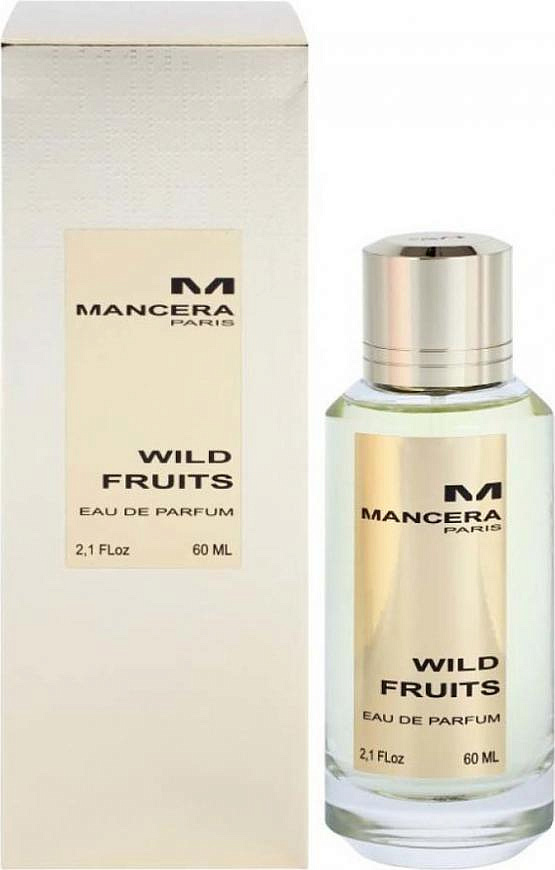 M
MANCERA
PARIS
WILD
FRUITS
EAU DE PARFUM
2,1 FLoz 60 ML
M
MANCERA
PARIS
WILD
FRUITS
EAU DE PARFUM
2,1 FLoz 60 ML